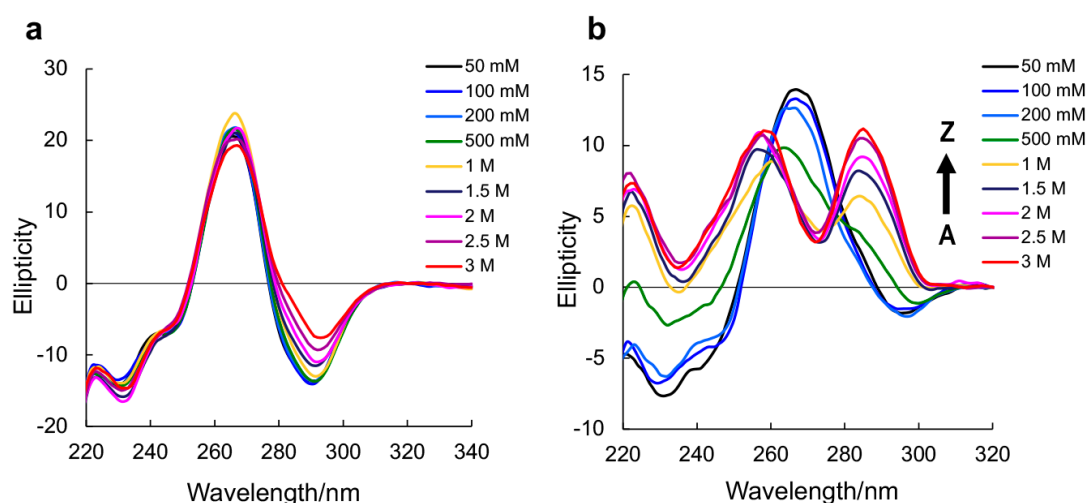 a
30
20
10
0
-10
-20
220 240 260 280 300 320 340
Ellipticity
Wavelength/nm
50 mM
100 mM
200 mM
500 mM
1 M
1.5 M
2 M
2.5 M
3 M
b
15
10
5
0
-5
-10
220 240 260 280 300 320
Ellipticity
Wavelength/nm
Z
A
50 mM
100 mM
200 mM
500 mM
1 M
1.5 M
2 M
2.5 M
3 M